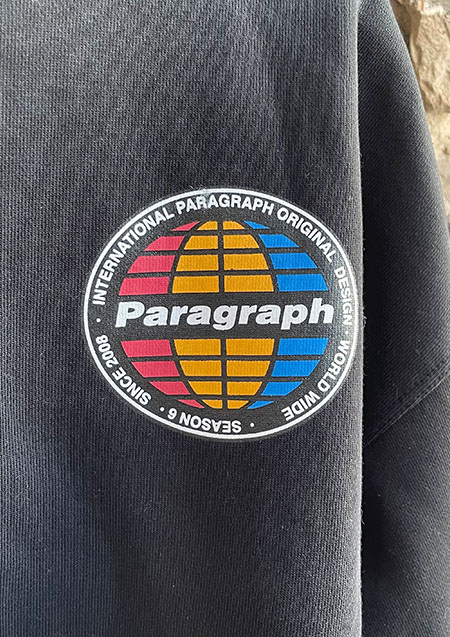 INTERNATIONAL PARAGRAPH ORIGINAL DESIGN WORLD WIDE
Paragraph
· SEASON 6 · SINCE 2008 ·